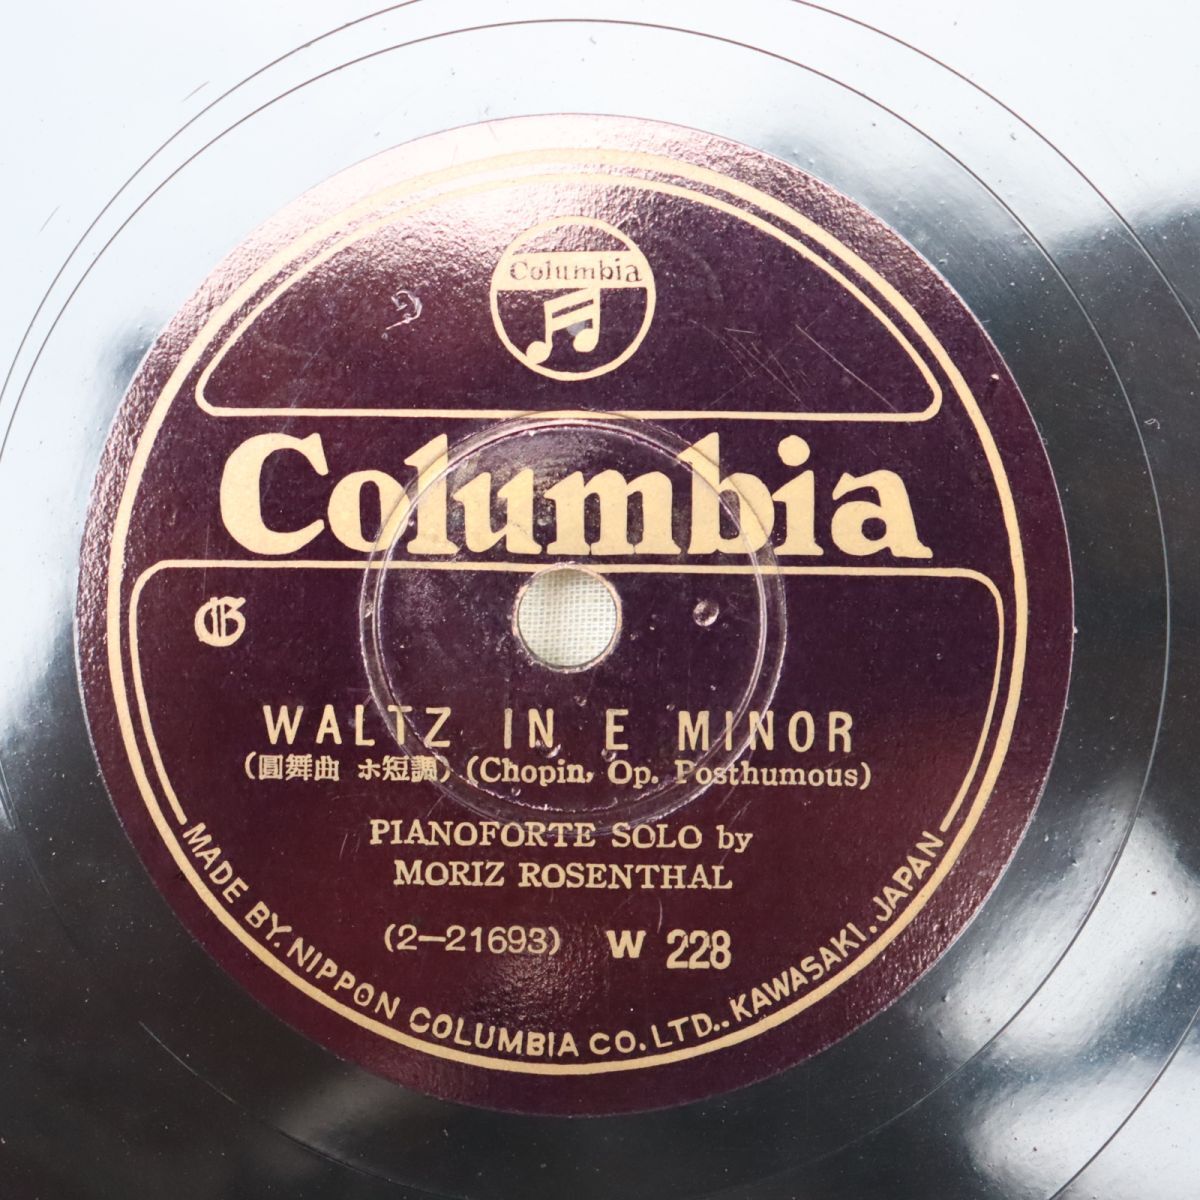 Columbia
Columbia
G
WALTZ IN E MINOR
(圓舞曲 ホ短調) (Chopin, Op. Posthumous)
PIANOFORTE SOLO by
MORIZ ROSENTHAL
(2—21693) W 228
MADE BY. NIPPON COLUMBIA CO. LTD.. KAWASAKI. JAPAN